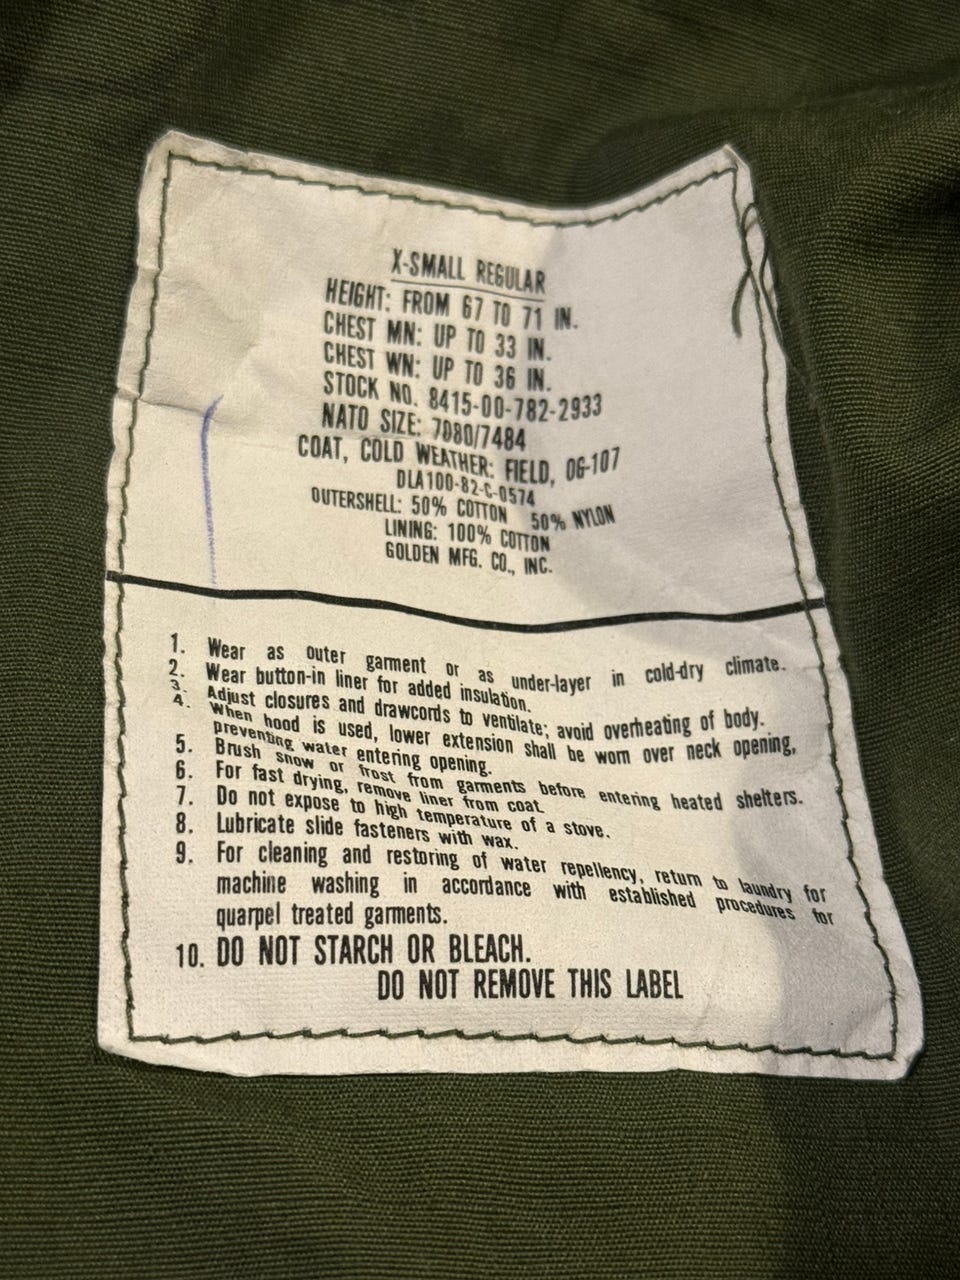 X-SMALL REGULAR
HEIGHT: FROM 67 TO 71 IN.
CHEST MN: UP TO 33 IN.
CHEST WN: UP TO 36 IN.
STOCK NO. 8415-00-782-2933
NATO SIZE: 7080/7484
COAT, COLD WEATHER: FIELD, OG-107
DLA100-82-C-0574
OUTERSHELL: 50% COTTON 50% NYLON
LINING: 100% COTTON
GOLDEN MFG. CO., INC.
1. Wear as outer garment or as under-layer in cold-dry climate.
2. Wear button-in liner for added insulation.
3. Adjust closures and drawcords to ventilate; avoid overheating of body.
4. When hood is used, lower extension shall be worn over neck opening,
preventing water entering opening.
5. Brush snow or frost from garments before entering heated shelters.
6. For fast drying, remove liner from coat.
7. Do not expose to high temperature of a stove.
8. Lubricate slide fasteners with wax.
9. For cleaning and restoring of water repellency, return to laundry for
machine washing in accordance with established procedures for
quarpel treated garments.
10. DO NOT STARCH OR BLEACH.
DO NOT REMOVE THIS LABEL